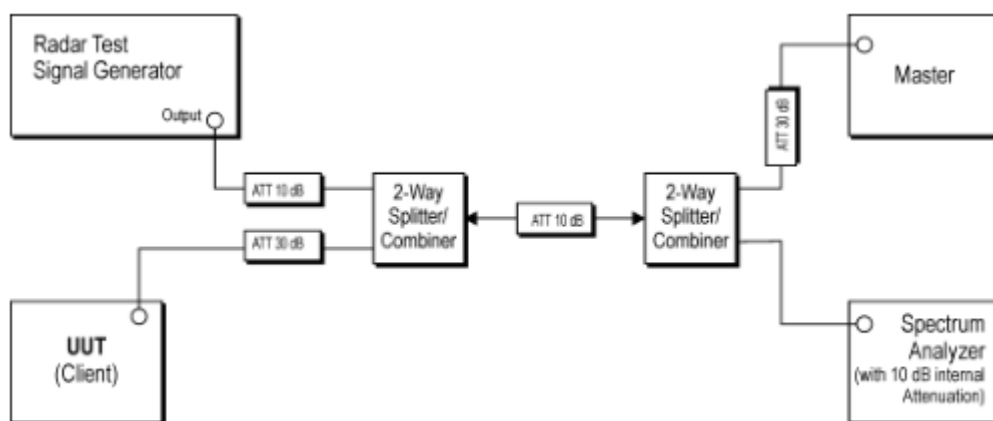 Radar Test
Signal Generator
Output
ATT 10 dB
2-Way
Splitter/
Combiner
ATT 30 dB
ATT 10 dB
2-Way
Splitter/
Combiner
ATT 30 dB
Master
UUT
(Client)
Spectrum
Analyzer
(with 10 dB internal
Attenuation)